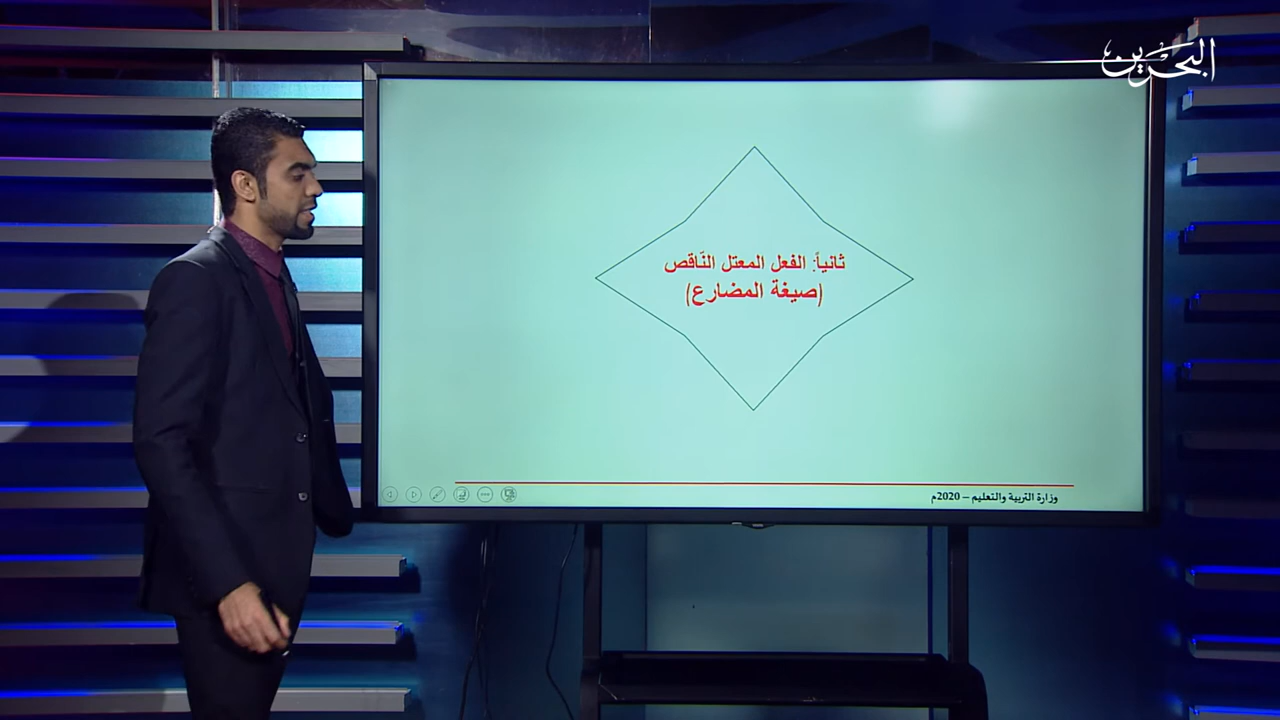 البحرين
ثانياً: الفعل المعتل النّاقص
(صيغة المضارع)
وزارة التربية والتعليم – 2020م